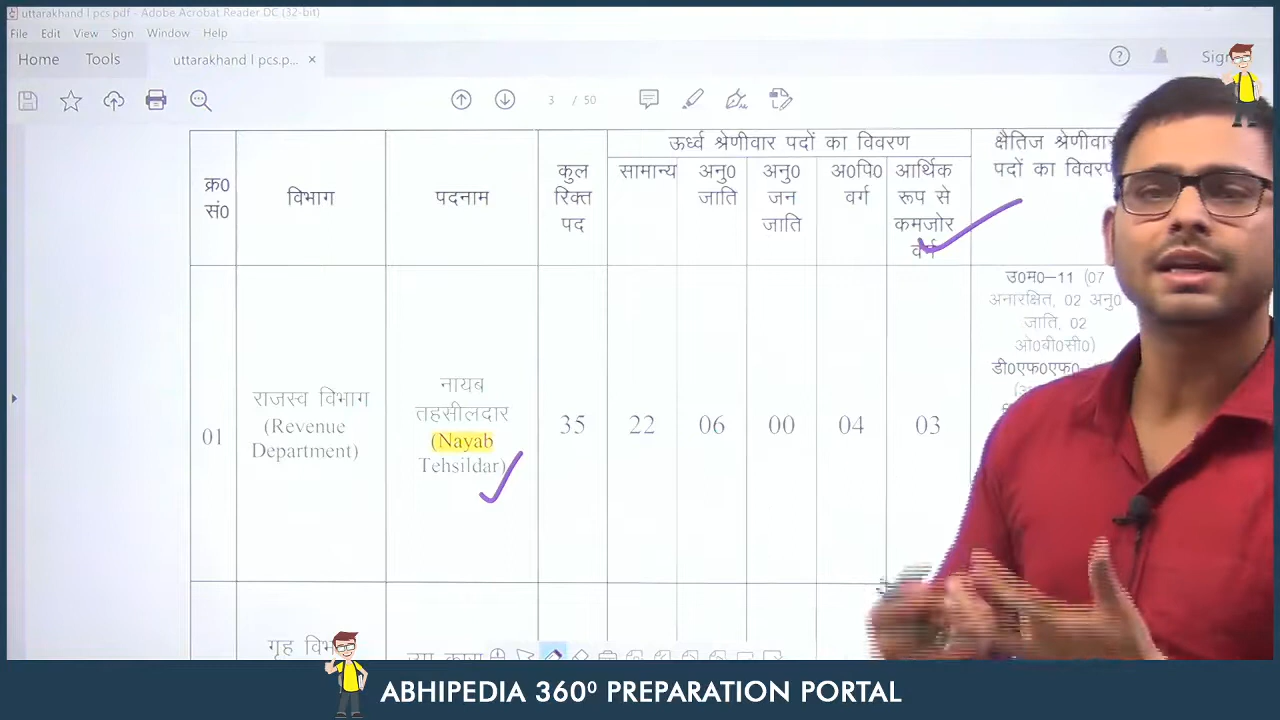 uttarakhand l pcs pdf - Adobe Acrobat Reader DC (32-bit)
File Edit View Sign Window Help
Home Tools uttarakhand l pcs.p... × ? Sign
3 / 50
क्र0 सं0
विभाग
पदनाम
कुल रिक्त पद
ऊर्ध्व श्रेणीवार पदों का विवरण
सामान्य
अनु0 जाति
अनु0 जन जाति
अ0पि0 वर्ग
आर्थिक रूप से कमजोर वर्ग
क्षैतिज श्रेणीवार
पदों का विवरण
01
राजस्व विभाग
(Revenue
Department)
नायब
तहसीलदार
(Nayab
Tehsildar)
35 22 06 00 04 03
उ0म0–11 (07
अनारक्षित, 02 अनु0
जाति, 02
ओ0बी0सी0)
डी0एफ0एफ0–
गृह
ABHIPEDIA 360⁰ PREPARATION PORTAL